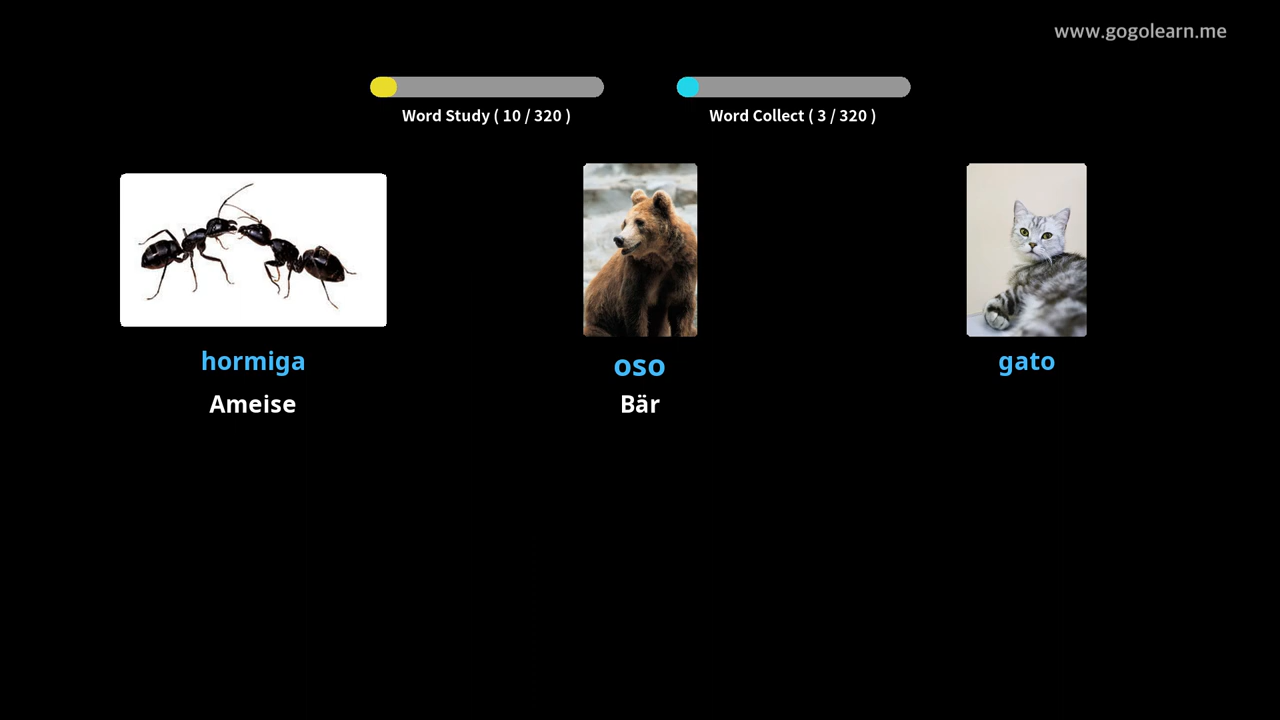 www.gogolearn.me
Word Study ( 10 / 320 )
Word Collect ( 3 / 320 )
hormiga
Ameise
oso
Bär
gato